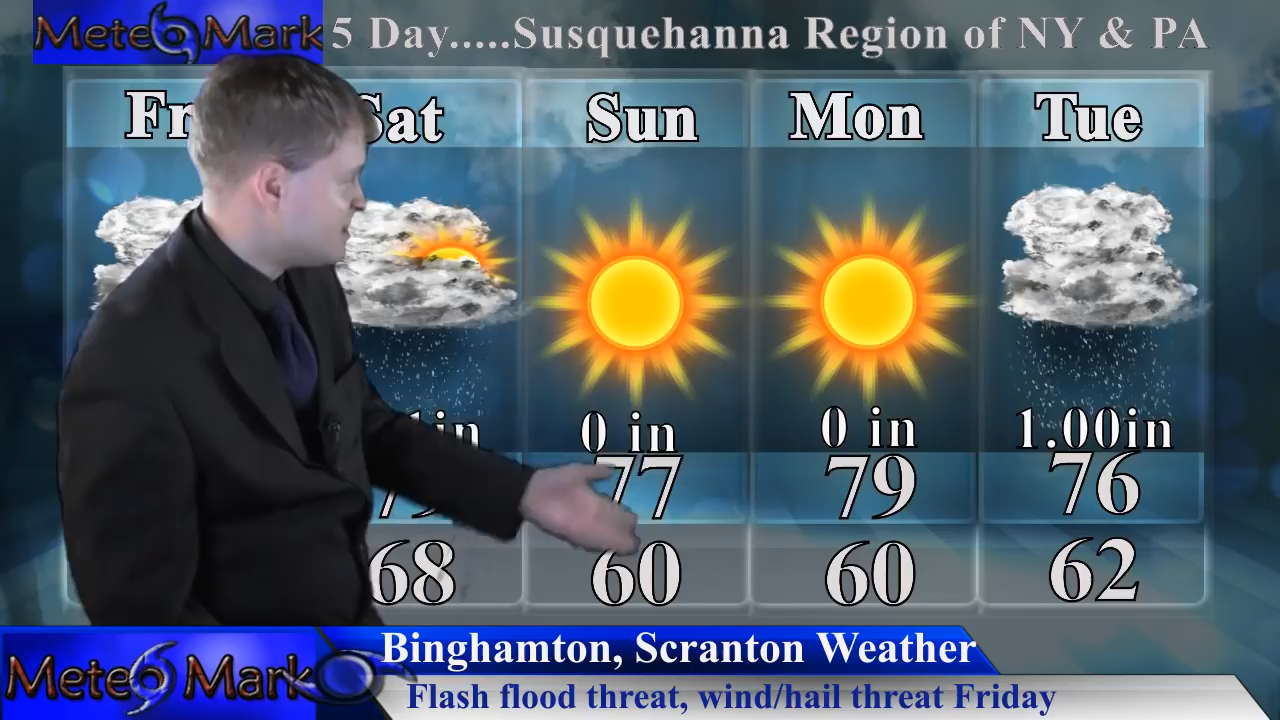 MeteoMark
5 Day.....Susquehanna Region of NY & PA
Sat Sun Mon Tue
in 0 in 0 in 1.00in
77 79 76
68 60 60 62
Binghamton, Scranton Weather
MeteoMark
Flash flood threat, wind/hail threat Friday